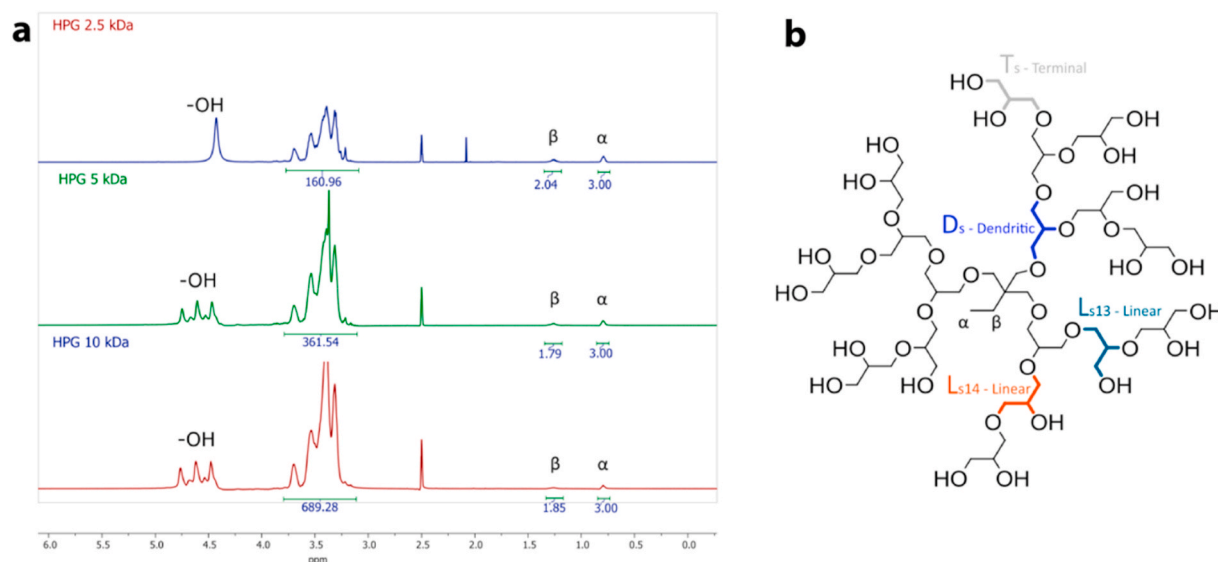 a
HPG 2.5 kDa
-OH
β
α
160.96
2.04
3.00
HPG 5 kDa
-OH
β
α
361.54
1.79
3.00
HPG 10 kDa
-OH
β
α
689.28
1.85
3.00
6.0 5.5 5.0 4.5 4.0 3.5 3.0 2.5 2.0 1.5 1.0 0.5 0.0
ppm
b
Ts - Terminal
HO
HO
O
OH
O
OH
HO
HO
O
OH
O
Ds - Dendritic
O
O
O
OH
OH
HO
HO
O
O
O
O
O
O
α
β
O
O
Ls13 - Linear
OH
O
OH
OH
HO
HO
O
OH
O
Ls14 - Linear
OH
O
HO
OH